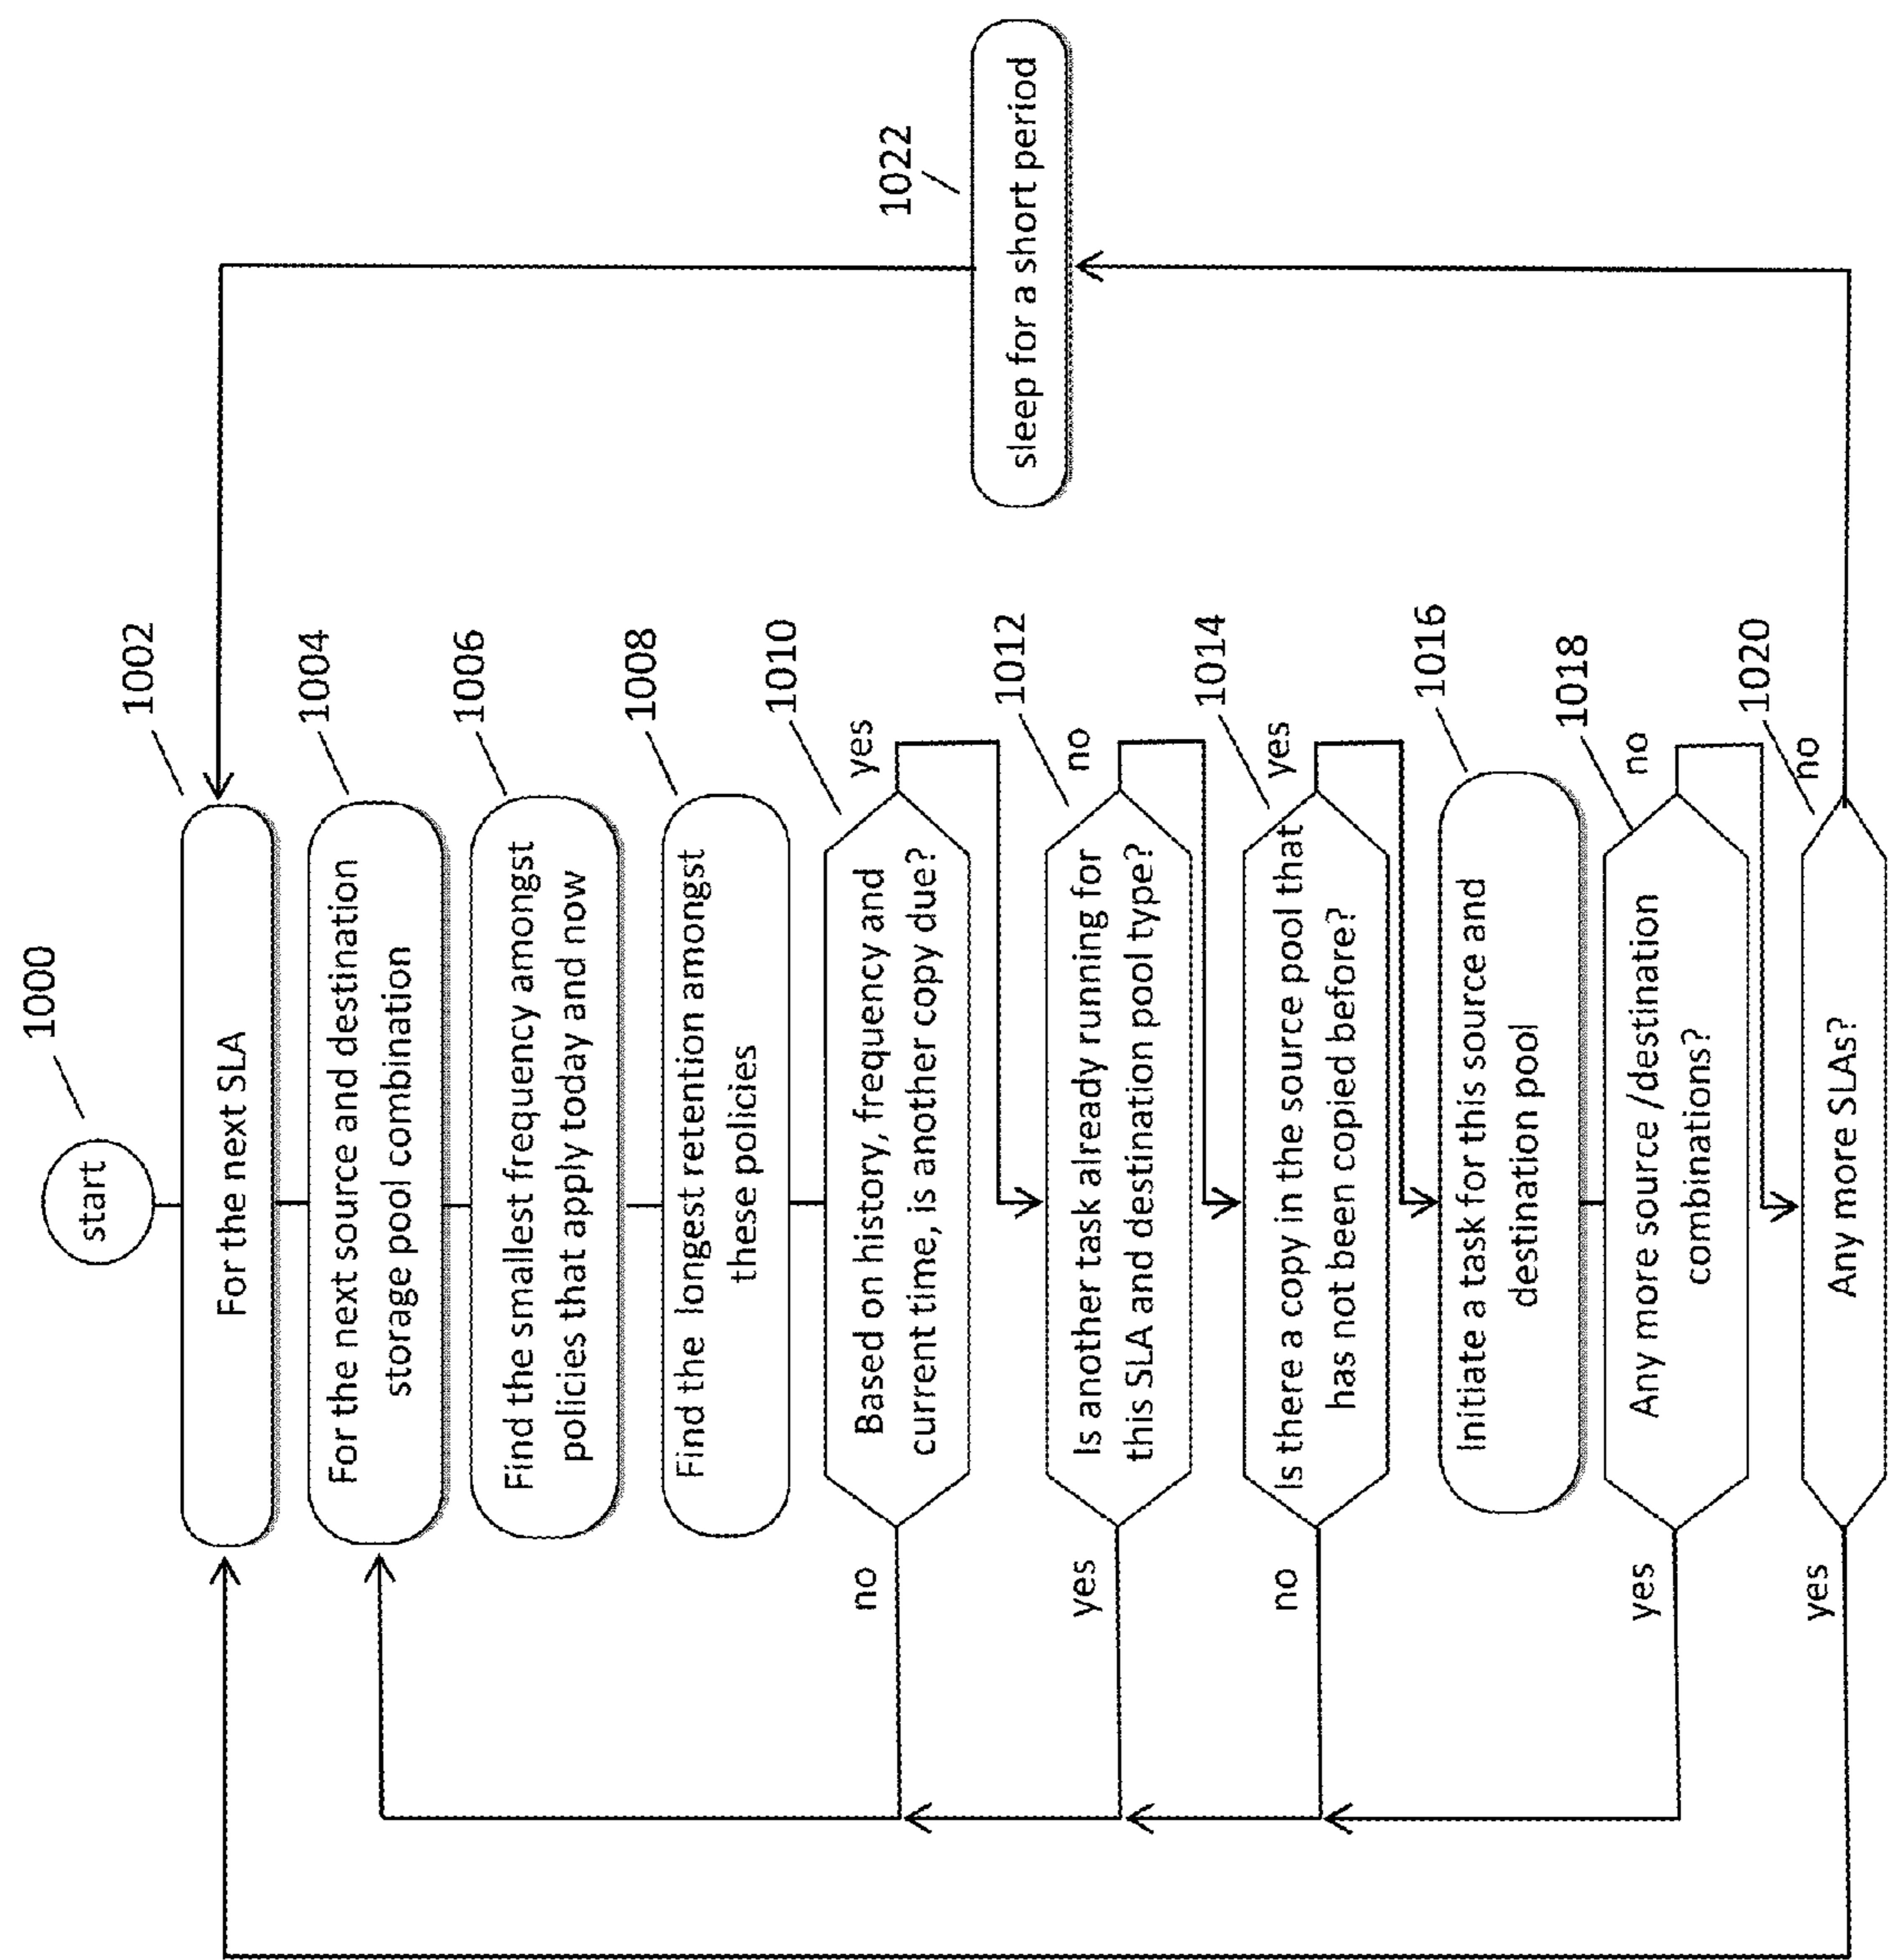 1000
start
1002
For the next SLA
1004
For the next source and destination
storage pool combination
1006
Find the smallest frequency amongst
policies that apply today and now
1008
Find the longest retention amongst
these policies
1010
Based on history, frequency and
current time, is another copy due?
no
yes
1012
Is another task already running for
this SLA and destination pool type?
yes
no
1014
Is there a copy in the source pool that
has not been copied before?
no
yes
1016
Initiate a task for this source and
destination pool
1018
Any more source /destination
combinations?
yes
no
1020
Any more SLAs?
yes
no
1022
sleep for a short period